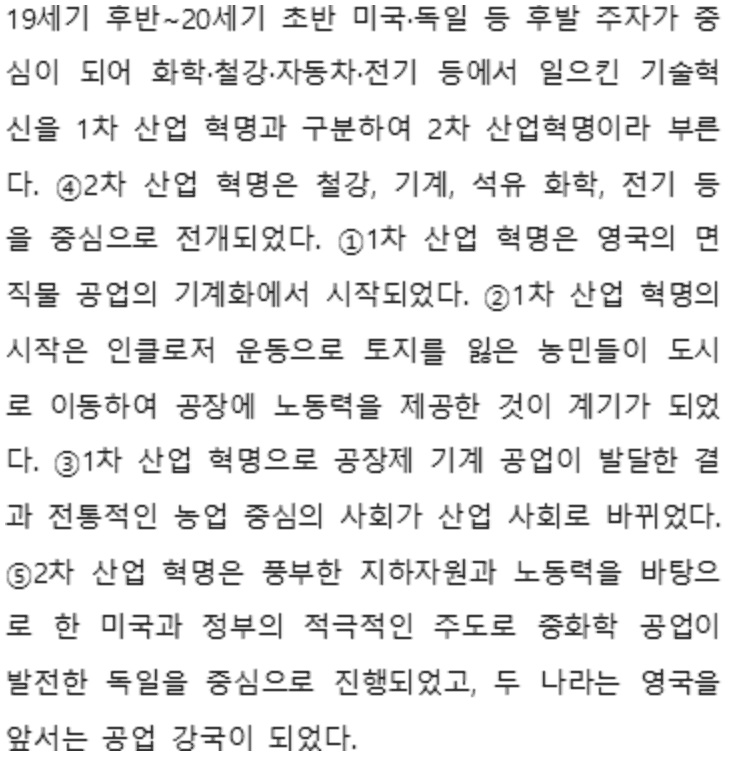 19세기 후반~20세기 초반 미국·독일 등 후발 주자가 중
심이 되어 화학·철강·자동차·전기 등에서 일으킨 기술혁
신을 1차 산업 혁명과 구분하여 2차 산업혁명이라 부른
다. ④2차 산업 혁명은 철강, 기계, 석유 화학, 전기 등
을 중심으로 전개되었다. ①1차 산업 혁명은 영국의 면
직물 공업의 기계화에서 시작되었다. ②1차 산업 혁명의
시작은 인클로저 운동으로 토지를 잃은 농민들이 도시
로 이동하여 공장에 노동력을 제공한 것이 계기가 되었
다. ③1차 산업 혁명으로 공장제 기계 공업이 발달한 결
과 전통적인 농업 중심의 사회가 산업 사회로 바뀌었다.
⑤2차 산업 혁명은 풍부한 지하자원과 노동력을 바탕으
로 한 미국과 정부의 적극적인 주도로 중화학 공업이
발전한 독일을 중심으로 진행되었고, 두 나라는 영국을
앞서는 공업 강국이 되었다.